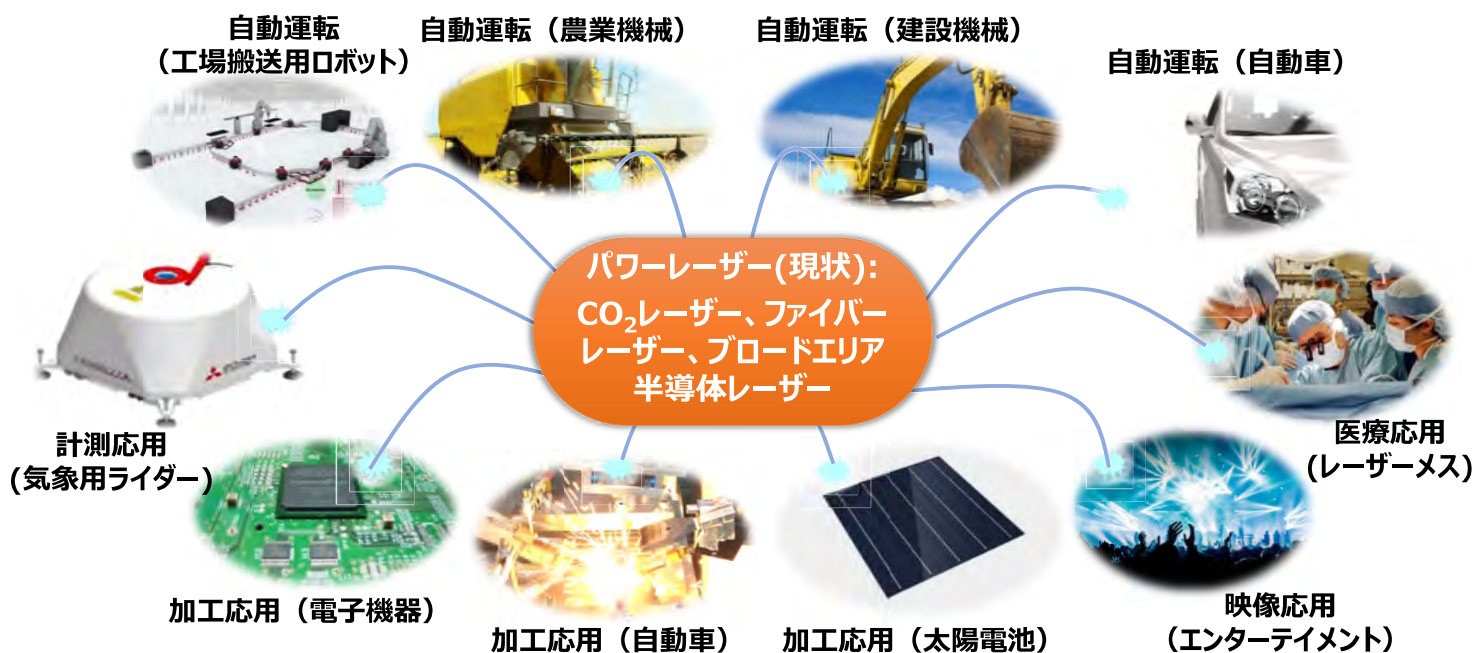 自動運転
（工場搬送用ロボット）
自動運転（農業機械）
自動運転（建設機械）
自動運転（自動車）
パワーレーザー(現状):
CO₂レーザー、ファイバー
レーザー、ブロードエリア
半導体レーザー
計測応用
(気象用ライダー)
医療応用
(レーザーメス)
加工応用（電子機器）
加工応用（自動車）
加工応用（太陽電池）
映像応用
（エンターテイメント）